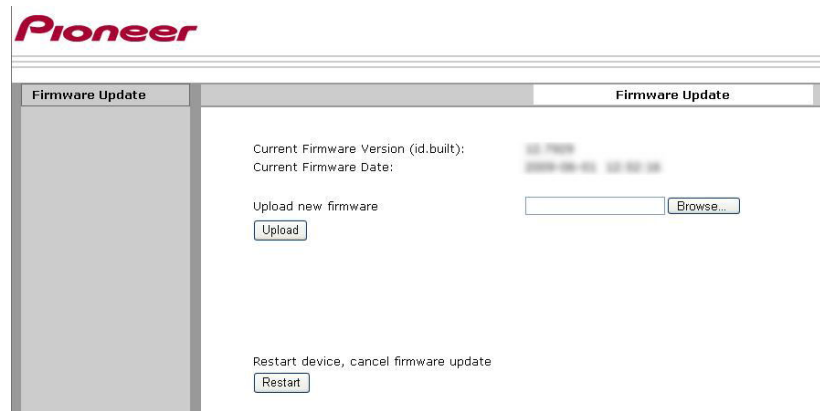 Pioneer
Firmware Update
Firmware Update
Current Firmware Version (id.built):
Current Firmware Date:
Upload new firmware
Browse...
Upload
Restart device, cancel firmware update
Restart